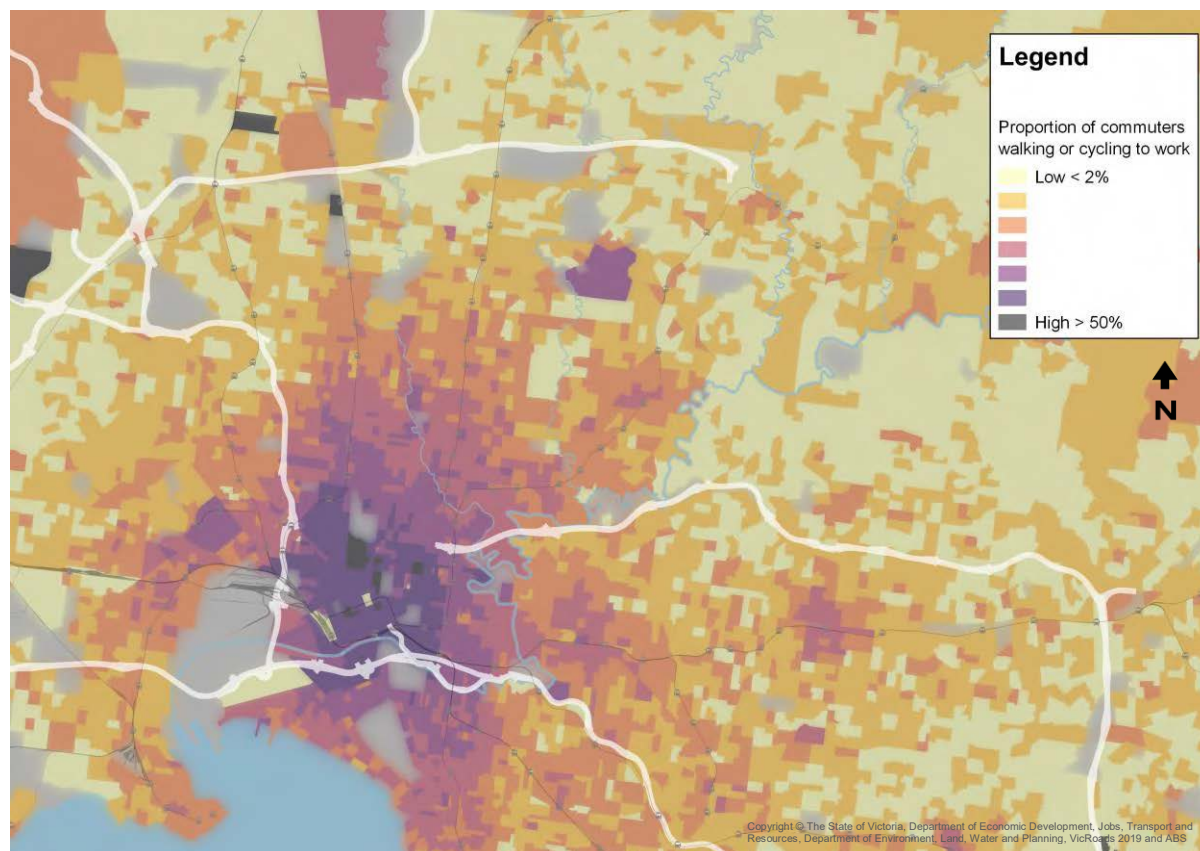 Legend
Proportion of commuters
walking or cycling to work
Low < 2%
High > 50%
N
Copyright © The State of Victoria, Department of Economic Development, Jobs, Transport and
Resources, Department of Environment, Land, Water and Planning, VicRoads 2019 and ABS